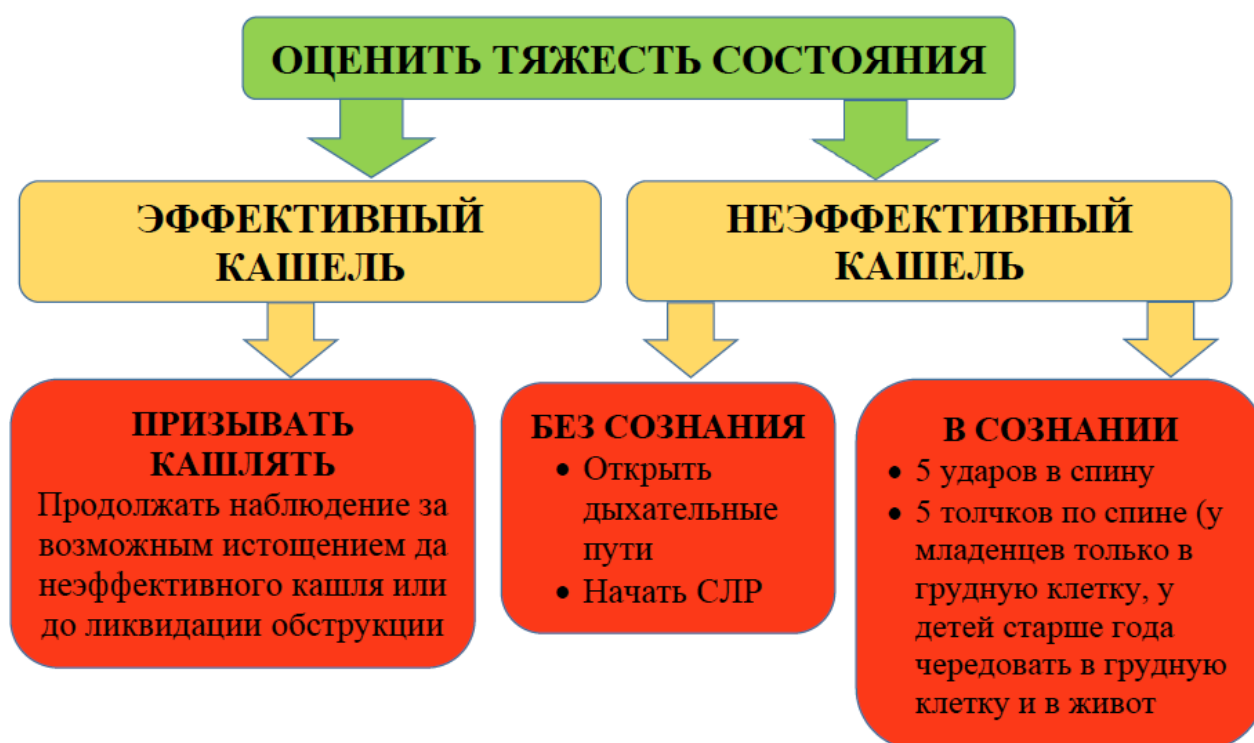 ОЦЕНИТЬ ТЯЖЕСТЬ СОСТОЯНИЯ
ЭФФЕКТИВНЫЙ
КАШЕЛЬ
НЕЭФФЕКТИВНЫЙ
КАШЕЛЬ
ПРИЗЫВАТЬ
КАШЛЯТЬ
Продолжать наблюдение за
возможным истощением да
неэффективного кашля или
до ликвидации обструкции
БЕЗ СОЗНАНИЯ
• Открыть
дыхательные
пути
• Начать СЛР
В СОЗНАНИИ
• 5 ударов в спину
• 5 толчков по спине (у
младенцев только в
грудную клетку, у
детей старше года
чередовать в грудную
клетку и в живот